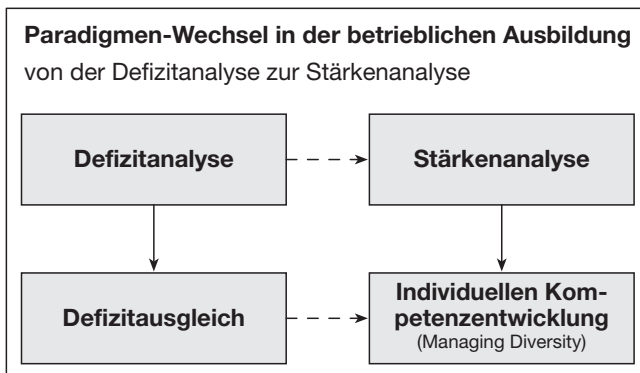 Paradigmen-Wechsel in der betrieblichen Ausbildung
von der Defizitanalyse zur Stärkenanalyse
Defizitanalyse
Stärkenanalyse
Defizitausgleich
Individuellen Kom-
petenzentwicklung
(Managing Diversity)